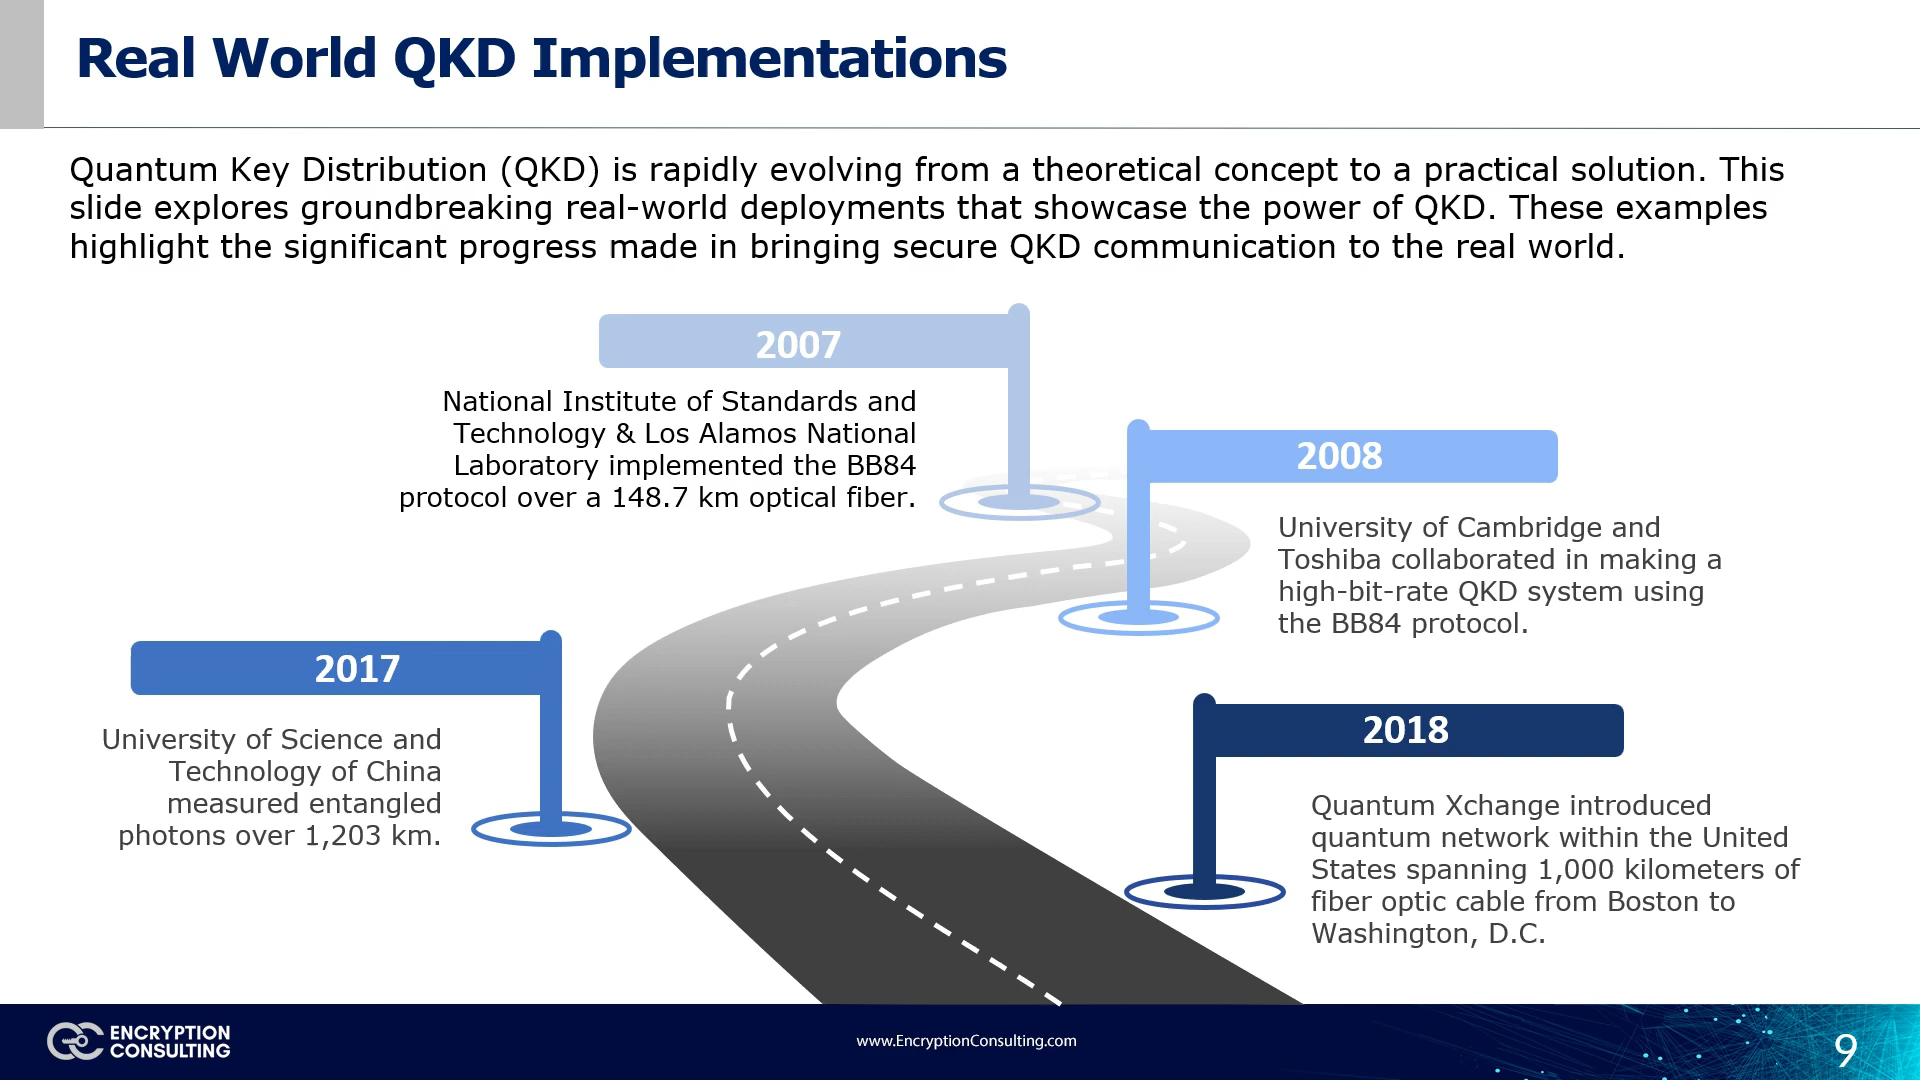 Real World QKD Implementations
Quantum Key Distribution (QKD) is rapidly evolving from a theoretical concept to a practical solution. This
slide explores groundbreaking real-world deployments that showcase the power of QKD. These examples
highlight the significant progress made in bringing secure QKD communication to the real world.
2007
National Institute of Standards and
Technology & Los Alamos National
Laboratory implemented the BB84
protocol over a 148.7 km optical fiber.
2008
University of Cambridge and
Toshiba collaborated in making a
high-bit-rate QKD system using
the BB84 protocol.
2017
University of Science and
Technology of China
measured entangled
photons over 1,203 km.
2018
Quantum Xchange introduced
quantum network within the United
States spanning 1,000 kilometers of
fiber optic cable from Boston to
Washington, D.C.
ENCRYPTION
CONSULTING
www.EncryptionConsulting.com
9